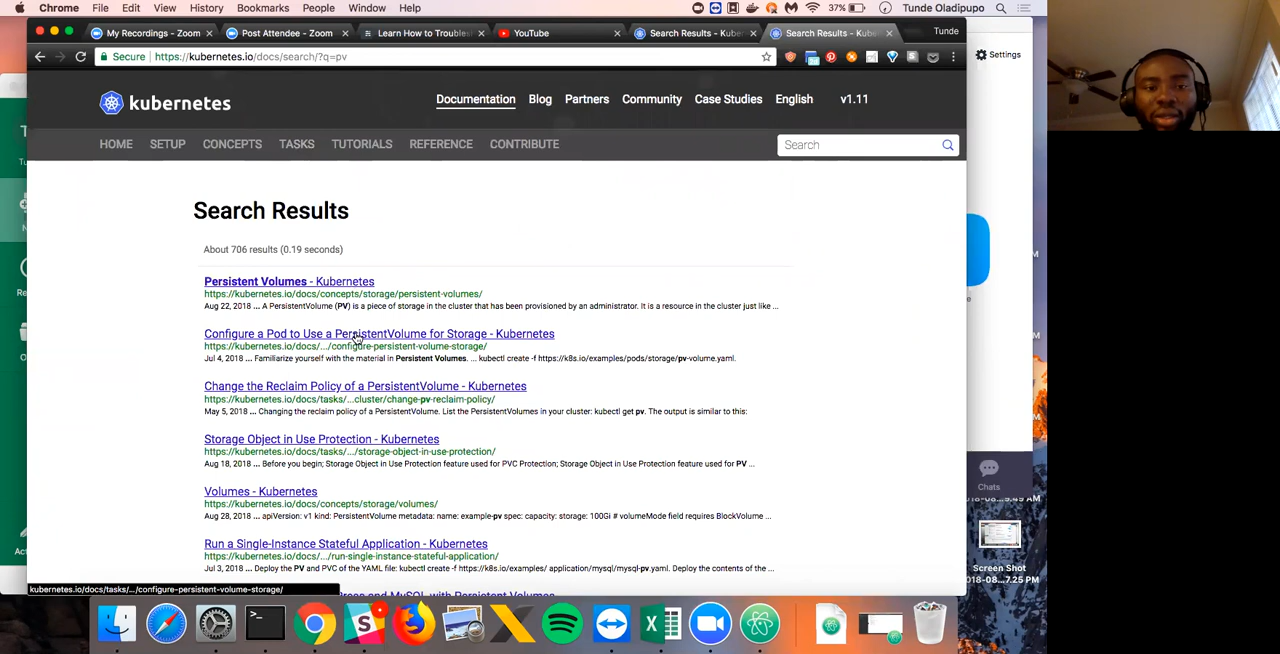 Chrome File Edit View History Bookmarks People Window Help 37% Tunde Oladipupo
My Recordings - Zoom Post Attendee - Zoom Learn How to Troubles YouTube Search Results - Kuberne Search Results - Kube Tunde
Secure https://kubernetes.io/docs/search/?q=pv
Settings
kubernetes Documentation Blog Partners Community Case Studies English v1.11
HOME SETUP CONCEPTS TASKS TUTORIALS REFERENCE CONTRIBUTE Search
Search Results
About 706 results (0.19 seconds)
Persistent Volumes - Kubernetes
https://kubernetes.io/docs/concepts/storage/persistent-volumes/
Aug 22, 2018 ... A PersistentVolume (PV) is a piece of storage in the cluster that has been provisioned by an administrator. It is a resource in the cluster just like ...
Configure a Pod to Use a PersistentVolume for Storage - Kubernetes
https://kubernetes.io/docs/.../configure-persistent-volume-storage/
Jul 4, 2018 ... Familiarize yourself with the material in Persistent Volumes. ... kubectl create -f https://k8s.io/examples/pods/storage/pv-volume.yaml.
Change the Reclaim Policy of a PersistentVolume - Kubernetes
https://kubernetes.io/docs/tasks/...cluster/change-pv-reclaim-policy/
May 5, 2018 ... Changing the reclaim policy of a PersistentVolume. List the PersistentVolumes in your cluster: kubectl get pv. The output is similar to this:
Storage Object in Use Protection - Kubernetes
https://kubernetes.io/docs/tasks/.../storage-object-in-use-protection/
Aug 18, 2018 ... Before you begin; Storage Object in Use Protection feature used for PVC Protection; Storage Object in Use Protection feature used for PV ...
Volumes - Kubernetes
https://kubernetes.io/docs/concepts/storage/volumes/
Aug 28, 2018 ... apiVersion: v1 kind: PersistentVolume metadata: name: example-pv spec: capacity: storage: 100Gi # volumeMode field requires BlockVolume ...
Run a Single-Instance Stateful Application - Kubernetes
https://kubernetes.io/docs/.../run-single-instance-stateful-application/
Jul 3, 2018 ... Deploy the PV and PVC of the YAML file: kubectl create -f https://k8s.io/examples/ application/mysql/mysql-pv.yaml. Deploy the contents of the ...
kubernetes.io/docs/tasks/.../configure-persistent-volume-storage/
Press and MySQL with Persistent Volumes - Kubernetes
Chats
Screen Shot
2018-08...7.25 PM